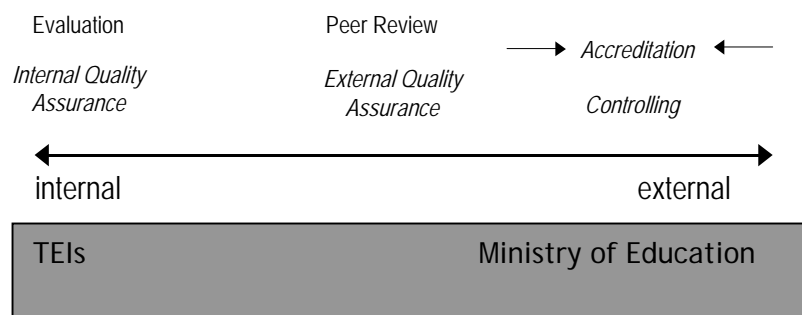 Evaluation
Internal Quality
Assurance
Peer Review
External Quality
Assurance
Accreditation
Controlling
internal
external
TEIs
Ministry of Education